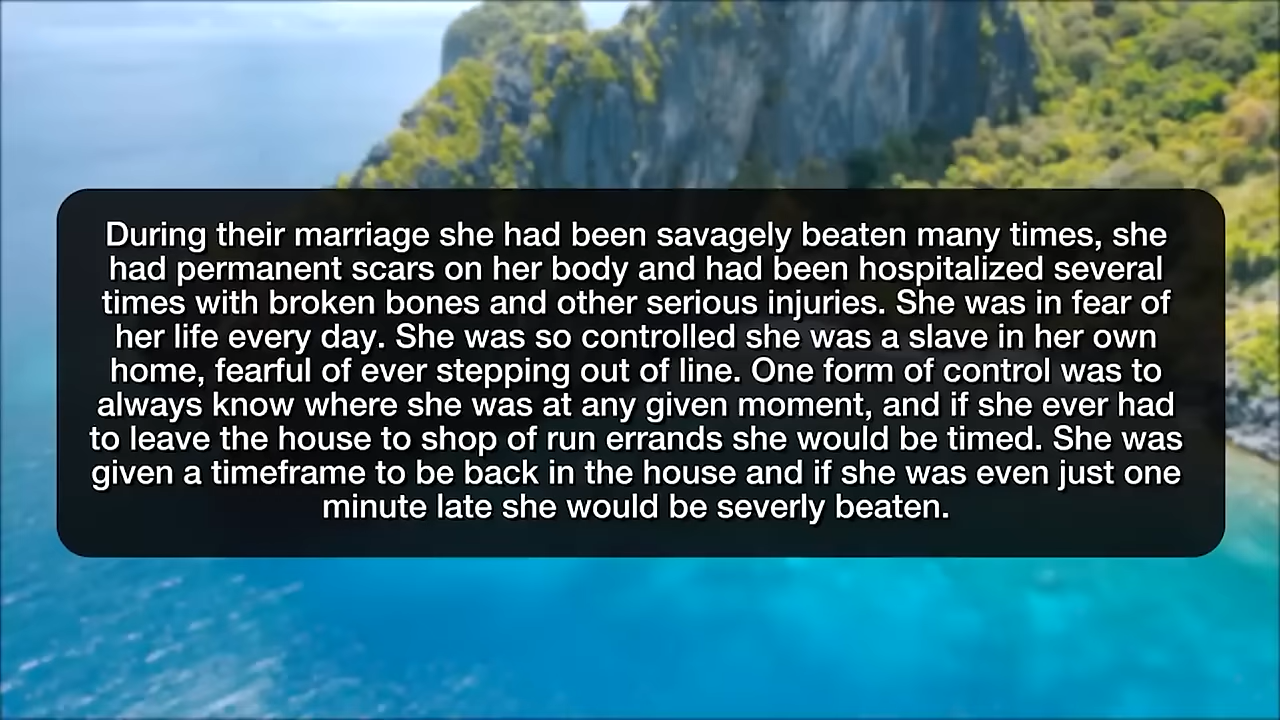 During their marriage she had been savagely beaten many times, she
had permanent scars on her body and had been hospitalized several
times with broken bones and other serious injuries. She was in fear of
her life every day. She was so controlled she was a slave in her own
home, fearful of ever stepping out of line. One form of control was to
always know where she was at any given moment, and if she ever had
to leave the house to shop of run errands she would be timed. She was
given a timeframe to be back in the house and if she was even just one
minute late she would be severly beaten.